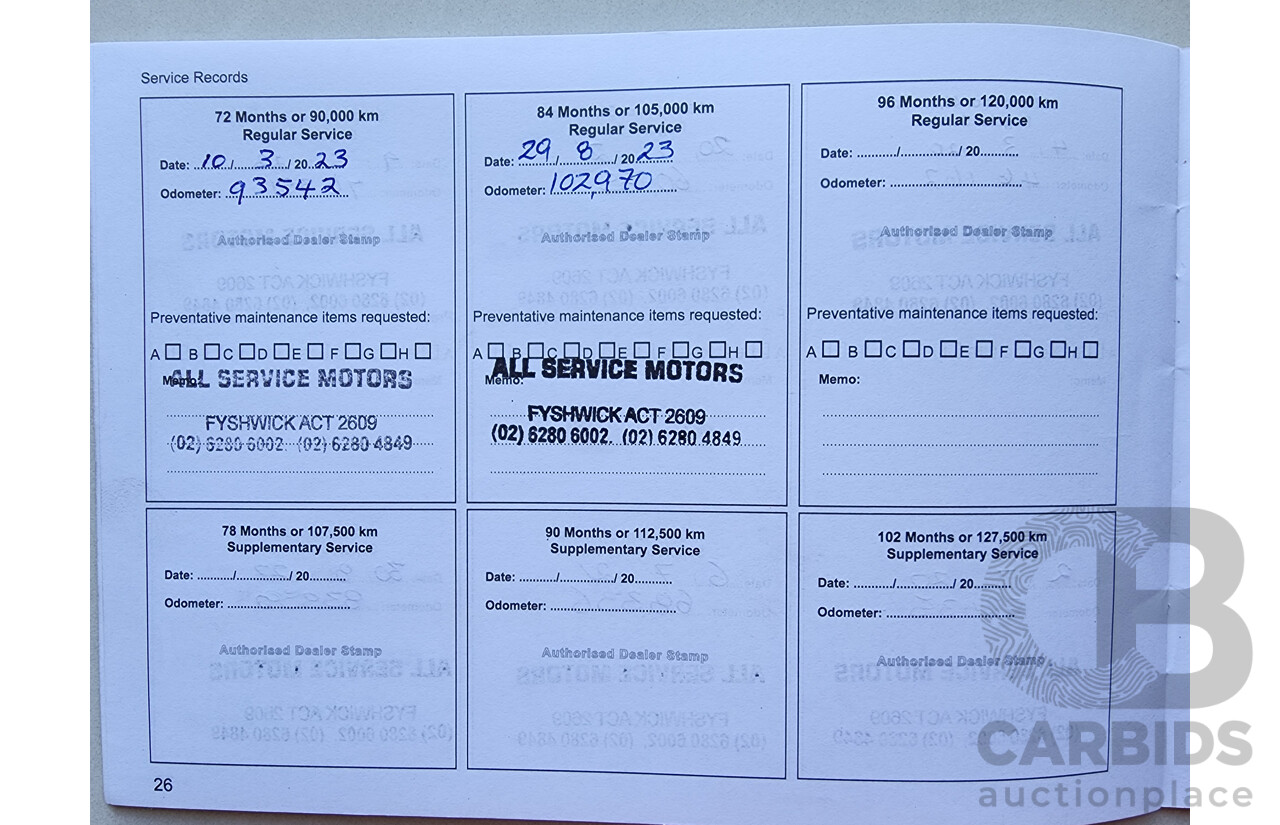 Service Records
72 Months or 90,000 km
Regular Service
Date: 10 / 3 / 20 23
Odometer: 93542
Authorised Dealer Stamp
Preventative maintenance items requested:
A B C D E F G H
Memo:
ALL SERVICE MOTORS
FYSHWICK ACT 2609
(02) 6280 6002. (02) 6280 4849
84 Months or 105,000 km
Regular Service
Date: 29 / 8 / 20 23
Odometer: 102,970
Authorised Dealer Stamp
Preventative maintenance items requested:
A B C D E F G H
Memo:
ALL SERVICE MOTORS
FYSHWICK ACT 2609
(02) 6280 6002. (02) 6280 4849
96 Months or 120,000 km
Regular Service
Date: ........../............../ 20..........
Odometer: ...................................
Authorised Dealer Stamp
Preventative maintenance items requested:
A B C D E F G H
Memo:
78 Months or 107,500 km
Supplementary Service
Date: ........../............../ 20..........
Odometer: ...................................
Authorised Dealer Stamp
90 Months or 112,500 km
Supplementary Service
Date: ........../............../ 20..........
Odometer: ...................................
Authorised Dealer Stamp
102 Months or 127,500 km
Supplementary Service
Date: ........../............../ 20..........
Odometer: ...................................
Authorised Dealer Stamp
26
CARBIDS
auctionplace